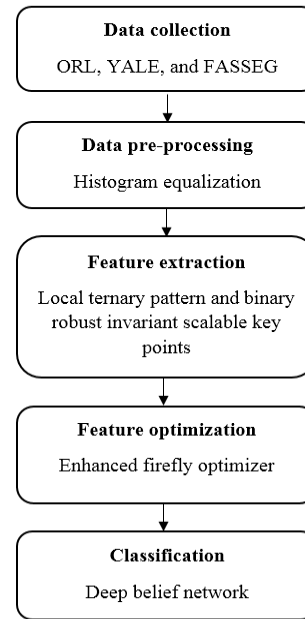 Data collection
ORL, YALE, and FASSEG
Data pre-processing
Histogram equalization
Feature extraction
Local ternary pattern and binary
robust invariant scalable key
points
Feature optimization
Enhanced firefly optimizer
Classification
Deep belief network